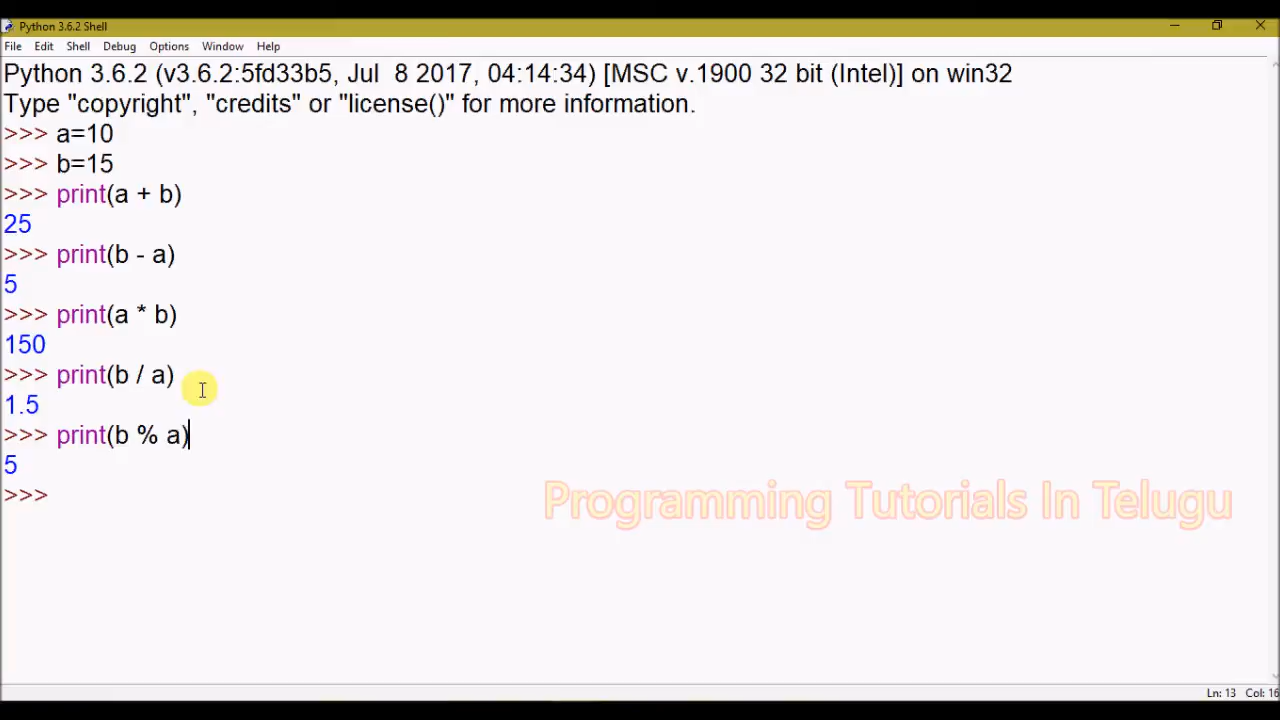 Python 3.6.2 Shell
File Edit Shell Debug Options Window Help
Python 3.6.2 (v3.6.2:5fd33b5, Jul  8 2017, 04:14:34) [MSC v.1900 32 bit (Intel)] on win32
Type "copyright", "credits" or "license()" for more information.
>>> a=10
>>> b=15
>>> print(a + b)
25
>>> print(b - a)
5
>>> print(a * b)
150
>>> print(b / a)
1.5
>>> print(b % a)
5
>>>
Programming Tutorials In Telugu
Ln: 13 Col: 16